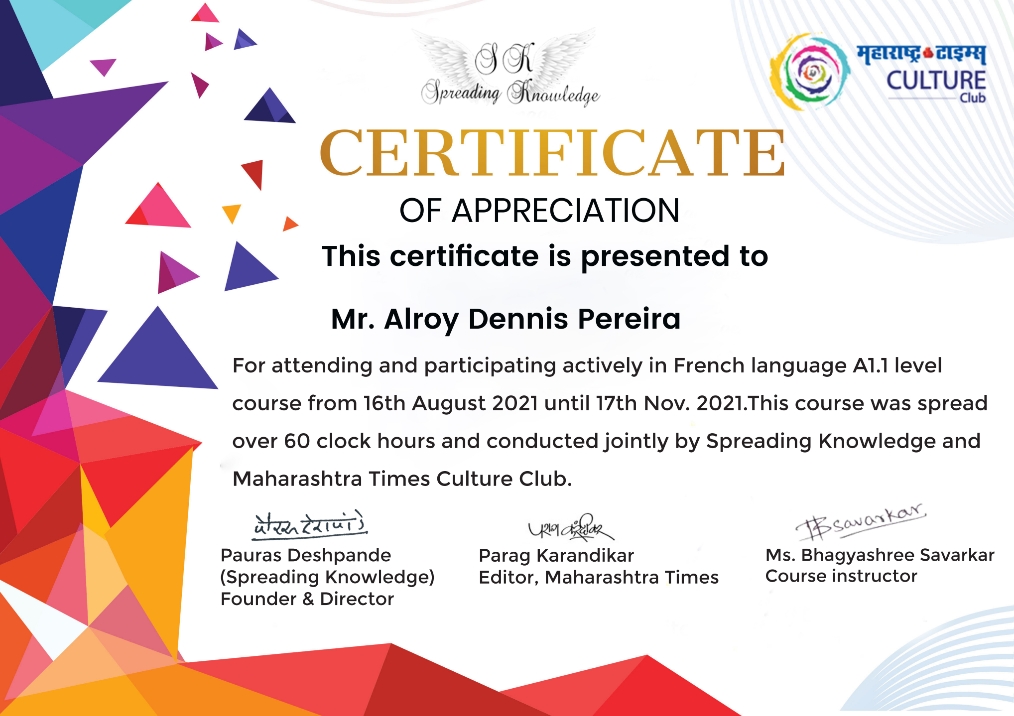 S K
Spreading Knowledge
महाराष्ट्र टाइम्स्
CULTURE
Club
CERTIFICATE
OF APPRECIATION
This certificate is presented to
Mr. Alroy Dennis Pereira
For attending and participating actively in French language A1.1 level
course from 16th August 2021 until 17th Nov. 2021.This course was spread
over 60 clock hours and conducted jointly by Spreading Knowledge and
Maharashtra Times Culture Club.
पौरस देशपांडे
पराग करंदीकर
BSavarkar
Pauras Deshpande
(Spreading Knowledge)
Founder & Director
Parag Karandikar
Editor, Maharashtra Times
Ms. Bhagyashree Savarkar
Course instructor